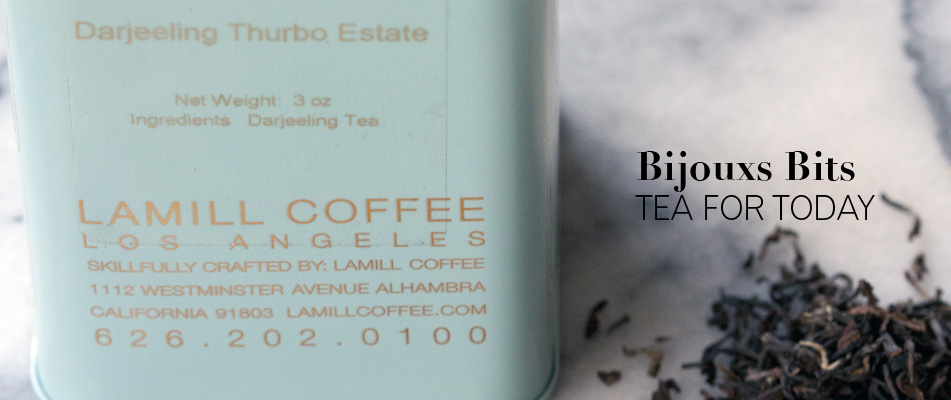 Darjeeling Thurbo Estate
Net Weight: 3 oz
Ingredients Darjeeling Tea
LAMILL COFFEE
LOS ANGELES
SKILLFULLY CRAFTED BY: LAMILL COFFEE
1112 WESTMINSTER AVENUE ALHAMBRA
CALIFORNIA 91803 LAMILLCOFFEE.COM
626.202.0100
Bijouxs Bits
TEA FOR TODAY